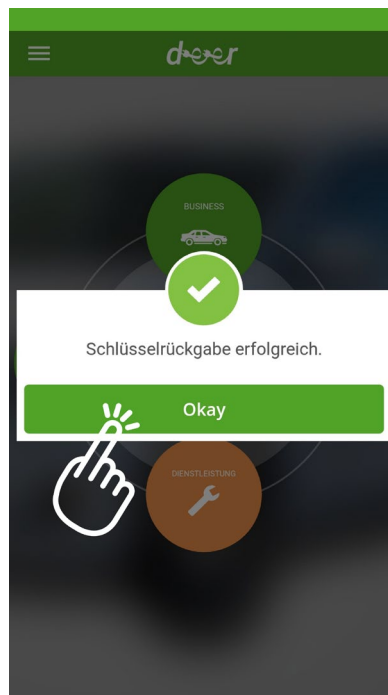 deer
BUSINESS
Schlüsselrückgabe erfolgreich.
Okay
DIENSTLEISTUNG